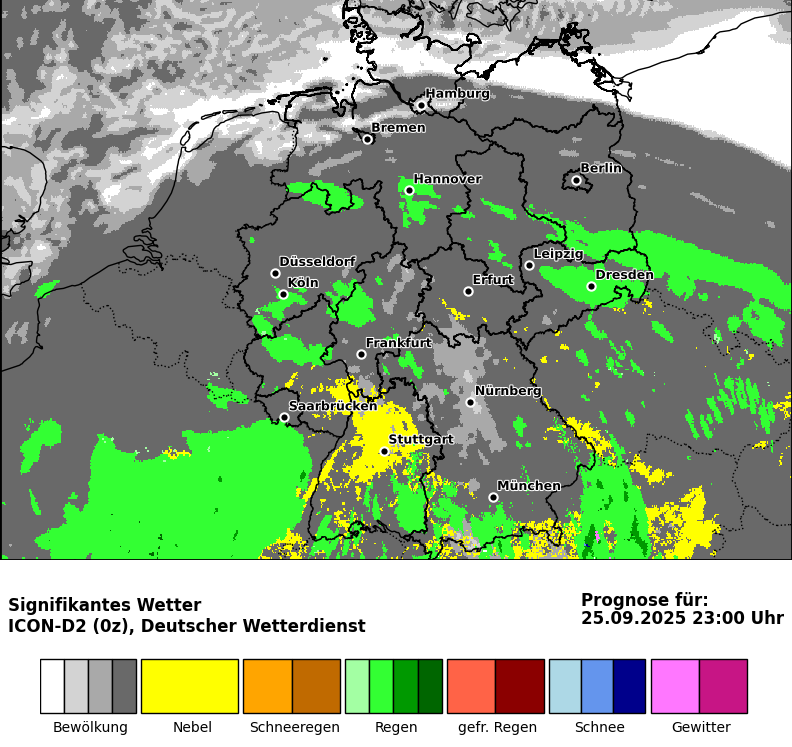 Hamburg
Bremen
Berlin
Hannover
Leipzig
Düsseldorf
Dresden
Köln
Erfurt
Frankfurt
Nürnberg
Saarbrücken
Stuttgart
München
Signifikantes Wetter
ICON-D2 (0z), Deutscher Wetterdienst
Prognose für:
25.09.2025 23:00 Uhr
Bewölkung Nebel Schneeregen Regen gefr. Regen Schnee Gewitter